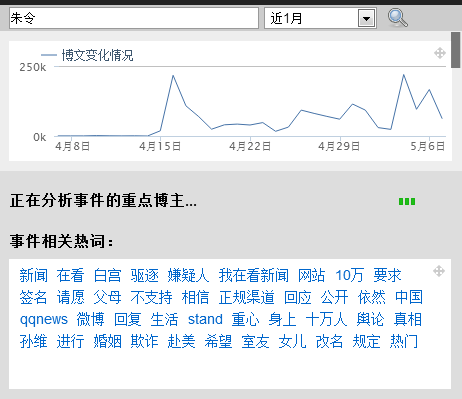 朱令 近1月
博文变化情况
250k
0k
4月8日 4月15日 4月22日 4月29日 5月6日
正在分析事件的重点博主...
事件相关热词：
新闻 在看 白宫 驱逐 嫌疑人 我在看新闻 网站 10万 要求
签名 请愿 父母 不支持 相信 正规渠道 回应 公开 依然 中国
qqnews 微博 回复 生活 stand 重心 身上 十万人 舆论 真相
孙维 进行 婚姻 欺诈 赴美 希望 室友 女儿 改名 规定 热门